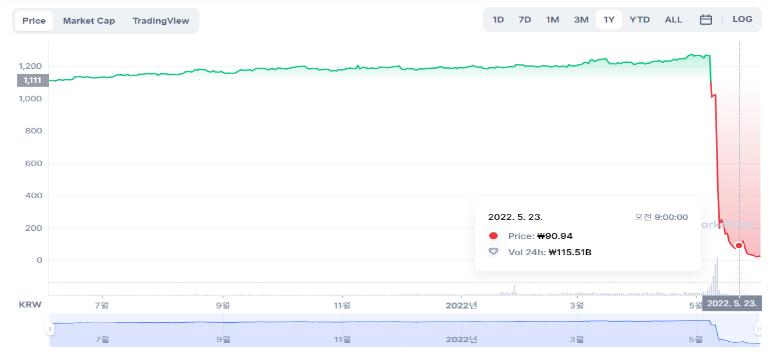 Price Market Cap TradingView 1D 7D 1M 3M 1Y YTD ALL LOG
1,200
1,111
1,000
800
600
400
200
0
2022. 5. 23. 오전 9:00:00
Price: ₩90.94
Vol 24h: ₩115.51B
KRW 7월 9월 11월 2022년 3월 5월 2022. 5. 23.
7월 9월 11월 2022년 3월 5월